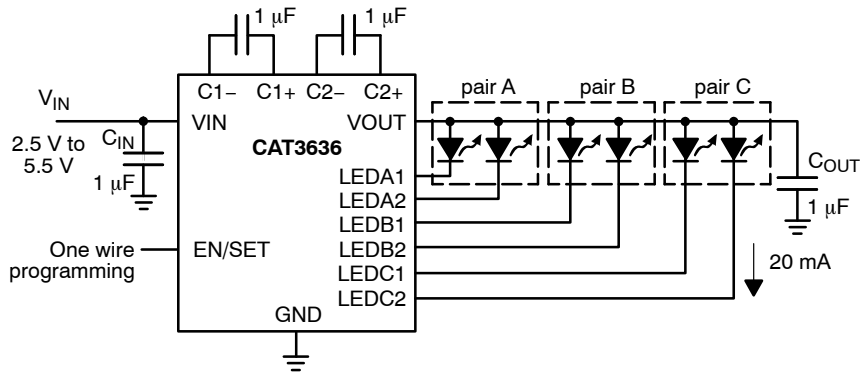 1 μF
1 μF
C1− C1+ C2− C2+
pair A
pair B
pair C
VIN
VIN
VOUT
2.5 V to
5.5 V
CIN
1 μF
CAT3636
LEDA1
LEDA2
LEDB1
LEDB2
LEDC1
LEDC2
COUT
1 μF
One wire
programming
EN/SET
20 mA
GND